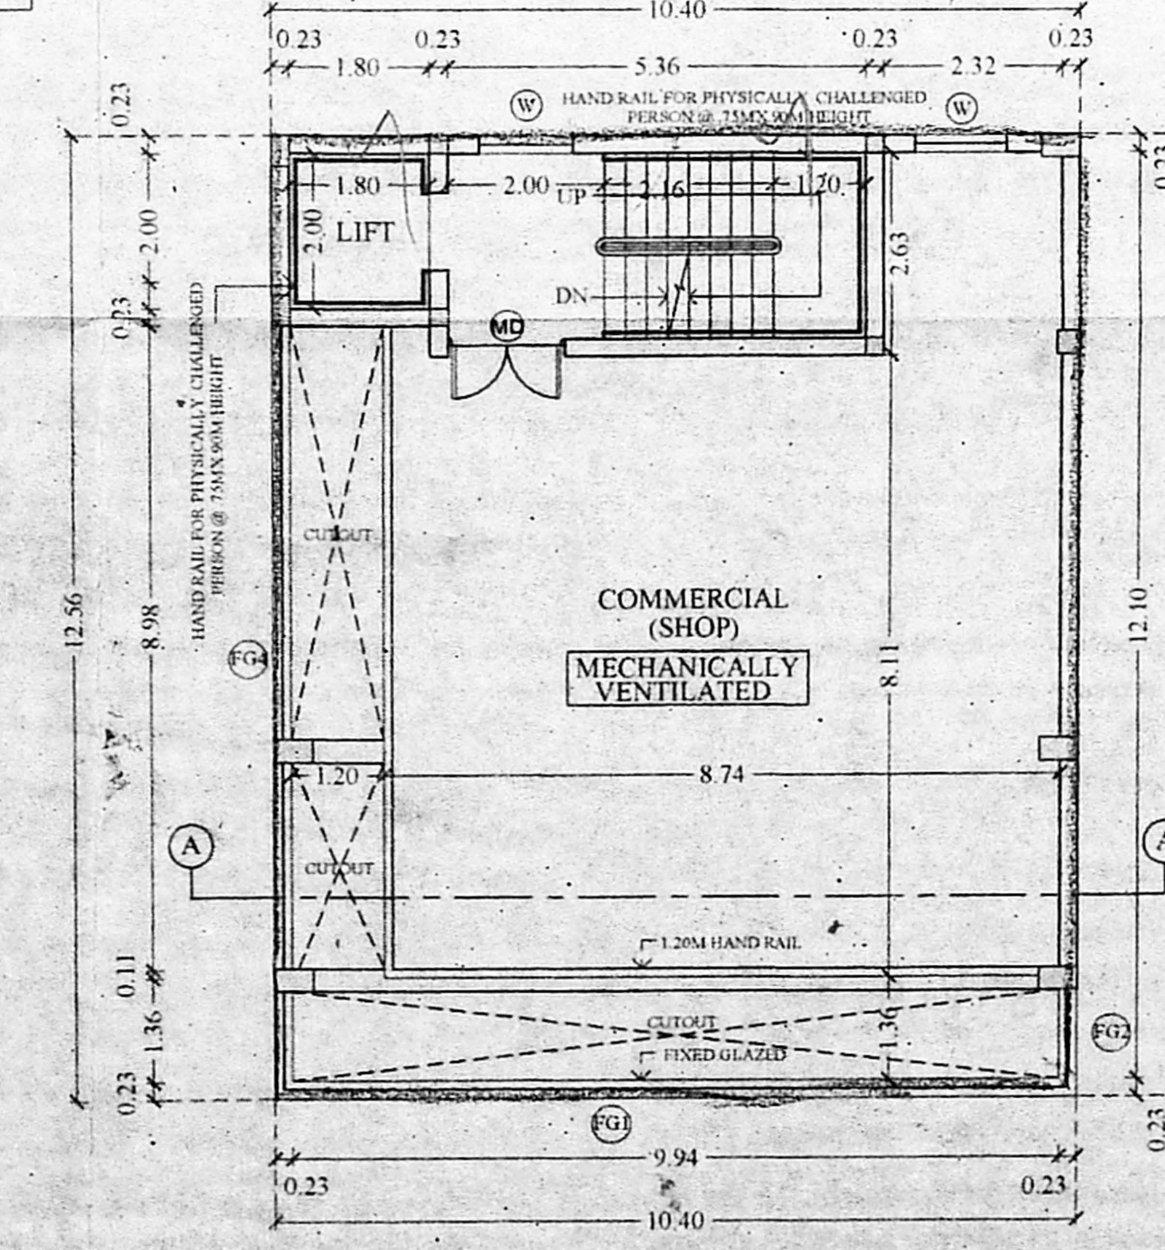 10.40
0.23 0.23 0.23 0.23
1.80 5.36 2.32
0.23
W HAND RAIL FOR PHYSICALLY CHALLENGED W
PERSON @ .75MX.90M HEIGHT
0.23
1.80 2.00 UP 2.16 1.20
2.00
2.00
LIFT
2.63
DN
0.23
MD
HAND RAIL FOR PHYSICALLY CHALLENGED
PERSON @ .75MX.90M HEIGHT
CUTOUT
12.56
8.98
COMMERCIAL
(SHOP)
MECHANICALLY
VENTILATED
12.10
8.11
FG4
1.20 8.74
A A
CUTOUT
1.20M HAND RAIL
0.11
1.36
CUTOUT
1.36
FIXED GLAZED
FG2
0.23
FG1
0.23
9.94
0.23 0.23
10.40